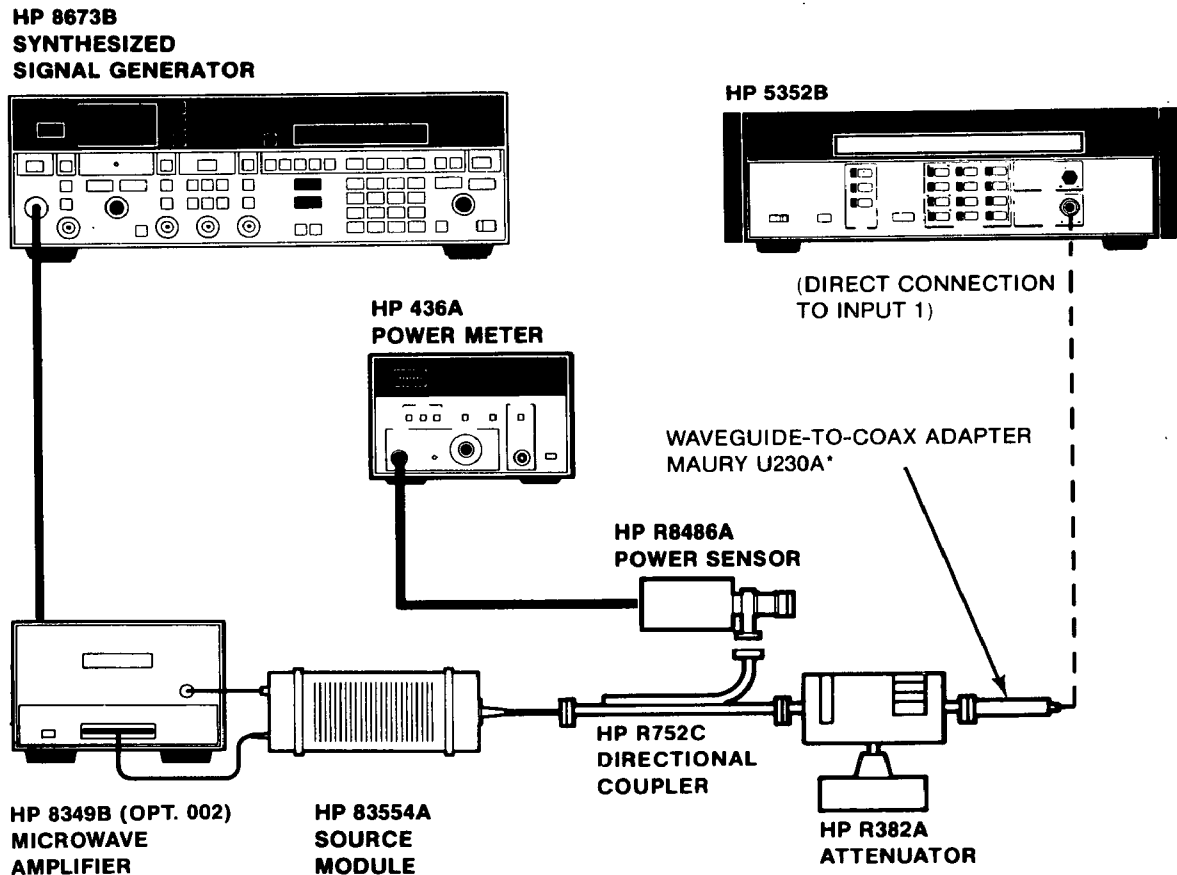 HP 8673B
SYNTHESIZED
SIGNAL GENERATOR
HP 5352B
(DIRECT CONNECTION
TO INPUT 1)
HP 436A
POWER METER
WAVEGUIDE-TO-COAX ADAPTER
MAURY U230A*
HP R8486A
POWER SENSOR
HP R752C
DIRECTIONAL
COUPLER
HP 8349B (OPT. 002)
MICROWAVE
AMPLIFIER
HP 83554A
SOURCE
MODULE
HP R382A
ATTENUATOR